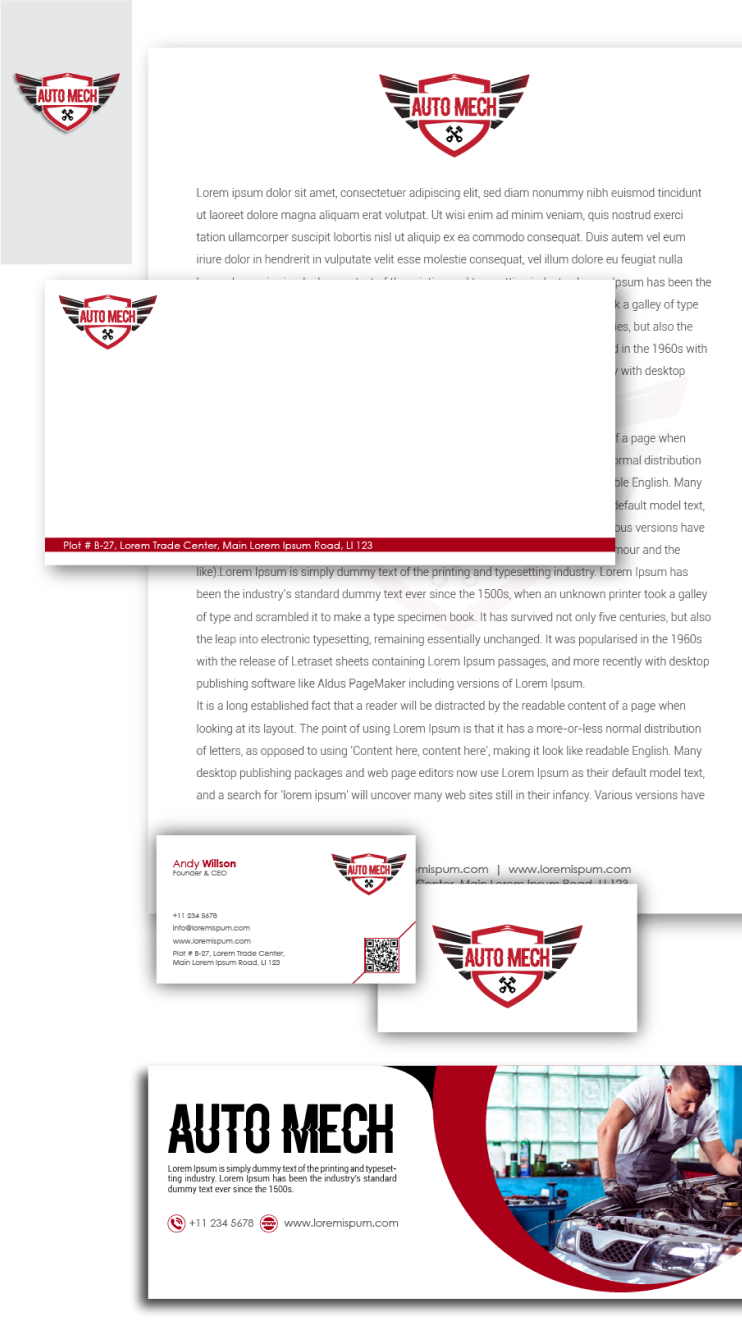 AUTO MECH
AUTO MECH
Lorem ipsum dolor sit amet, consectetuer adipiscing elit, sed diam nonummy nibh euismod tincidunt
ut laoreet dolore magna aliquam erat volutpat. Ut wisi enim ad minim veniam, quis nostrud exerci
tation ullamcorper suscipit lobortis nisl ut aliquip ex ea commodo consequat. Duis autem vel eum
iriure dolor in hendrerit in vulputate velit esse molestie consequat, vel illum dolore eu feugiat nulla
psum has been the
k a galley of type
ies, but also the
d in the 1960s with
y with desktop
f a page when
ormal distribution
ble English. Many
default model text,
ous versions have
mour and the
like).Lorem Ipsum is simply dummy text of the printing and typesetting industry. Lorem Ipsum has
been the industry's standard dummy text ever since the 1500s, when an unknown printer took a galley
of type and scrambled it to make a type specimen book. It has survived not only five centuries, but also
the leap into electronic typesetting, remaining essentially unchanged. It was popularised in the 1960s
with the release of Letraset sheets containing Lorem Ipsum passages, and more recently with desktop
publishing software like Aldus PageMaker including versions of Lorem Ipsum.
It is a long established fact that a reader will be distracted by the readable content of a page when
looking at its layout. The point of using Lorem Ipsum is that it has a more-or-less normal distribution
of letters, as opposed to using 'Content here, content here', making it look like readable English. Many
desktop publishing packages and web page editors now use Lorem Ipsum as their default model text,
and a search for 'lorem ipsum' will uncover many web sites still in their infancy. Various versions have
emispum.com | www.loremispum.com
AUTO MECH
Plot # B-27, Lorem Trade Center, Main Lorem Ipsum Road, LI 123
Andy Willson
Founder & CEO
AUTO MECH
+11 234 5678
info@loremispum.com
www.loremispum.com
Plot # B-27, Lorem Trade Center,
Main Lorem Ipsum Road, LI 123
AUTO MECH
AUTO MECH
Lorem Ipsum is simply dummy text of the printing and typeset-
ting industry. Lorem Ipsum has been the industry's standard
dummy text ever since the 1500s.
+11 234 5678 www www.loremispum.com